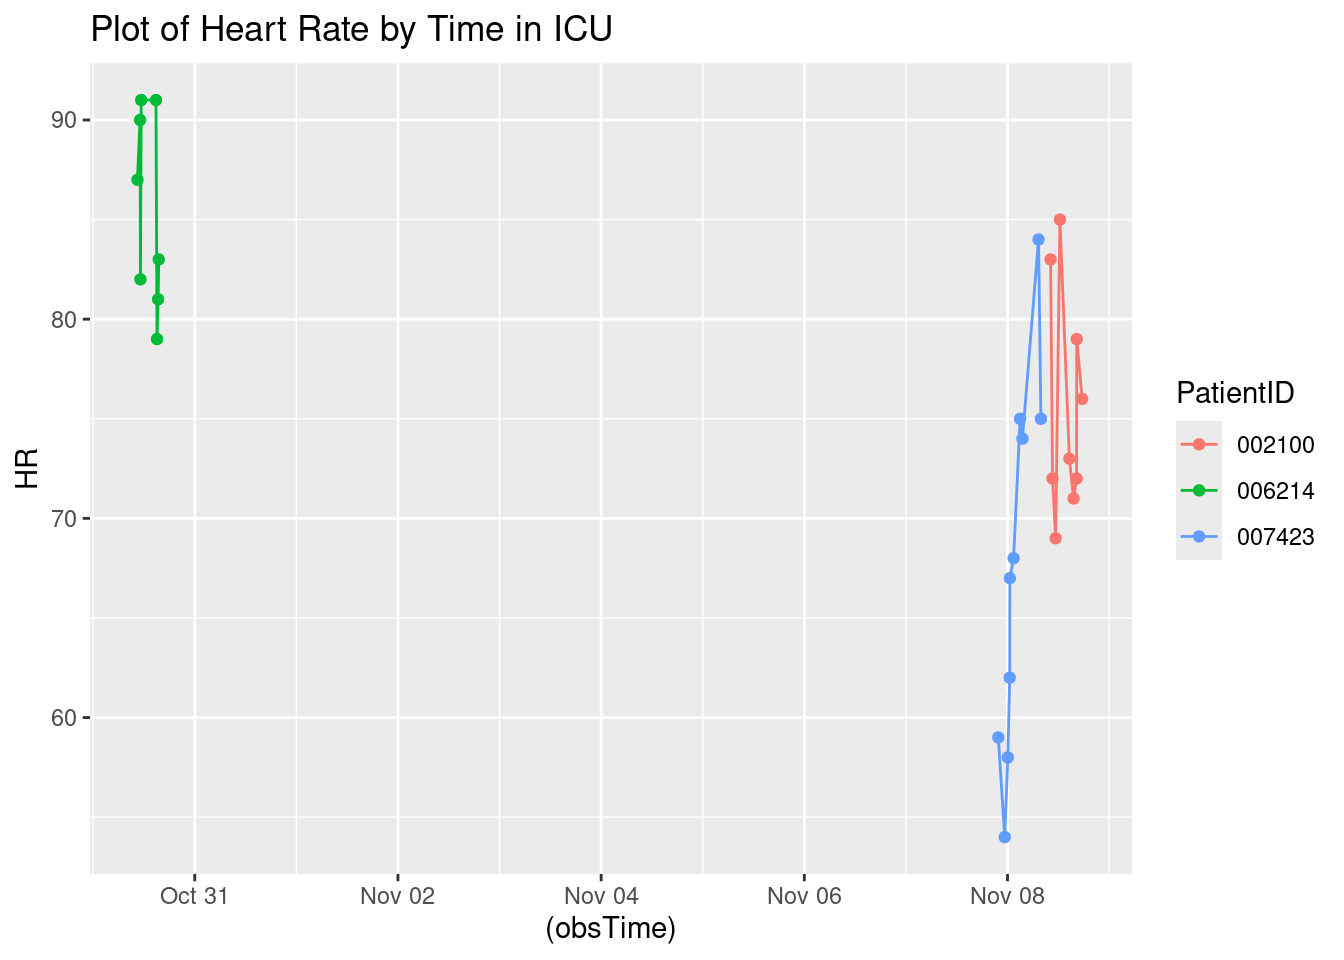 Plot of Heart Rate by Time in ICU
90
80
70
60
HR
Oct 31
Nov 02
Nov 04
Nov 06
Nov 08
(obsTime)
PatientID
002100
006214
007423